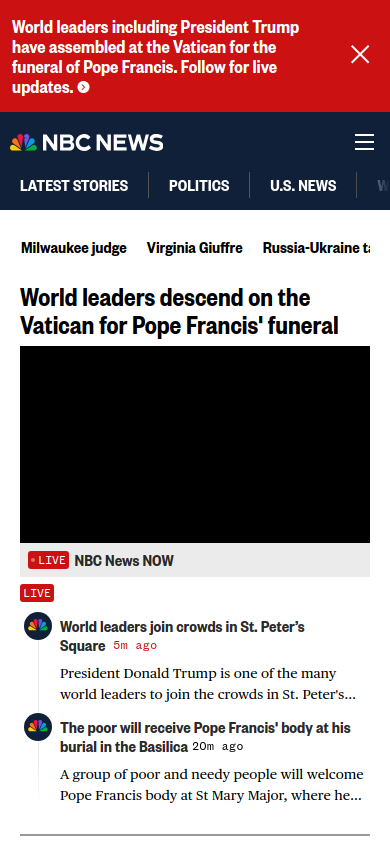 World leaders including President Trump
have assembled at the Vatican for the
funeral of Pope Francis. Follow for live
updates.
NBC NEWS
LATEST STORIES POLITICS U.S. NEWS W
Milwaukee judge Virginia Giuffre Russia-Ukraine ta
World leaders descend on the
Vatican for Pope Francis' funeral
LIVE NBC News NOW
LIVE
World leaders join crowds in St. Peter’s
Square 5m ago
President Donald Trump is one of the many
world leaders to join the crowds in St. Peter's...
The poor will receive Pope Francis' body at his
burial in the Basilica 20m ago
A group of poor and needy people will welcome
Pope Francis body at St Mary Major, where he...